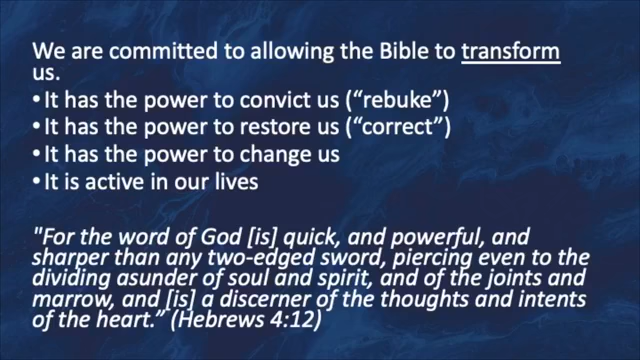 We are committed to allowing the Bible to transform
us.
• It has the power to convict us (“rebuke”)
• It has the power to restore us (“correct”)
• It has the power to change us
• It is active in our lives
"For the word of God [is] quick, and powerful, and
sharper than any two-edged sword, piercing even to the
dividing asunder of soul and spirit, and of the joints and
marrow, and [is] a discerner of the thoughts and intents
of the heart.” (Hebrews 4:12)